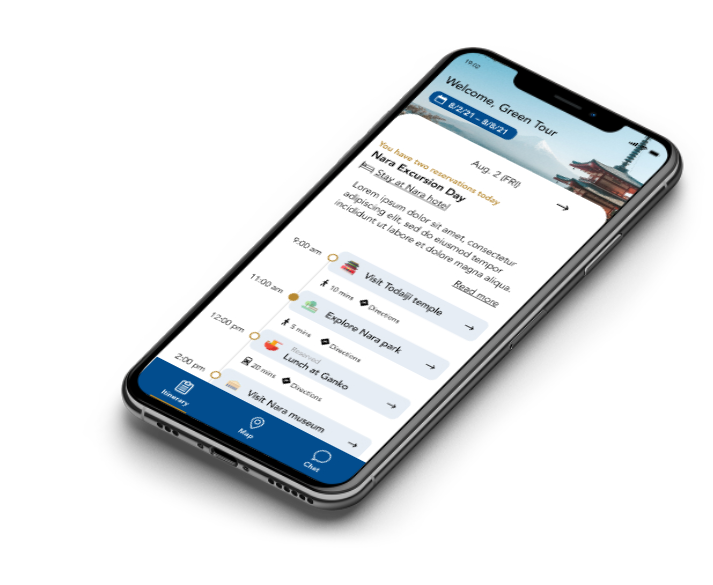 19:02
Welcome, Green Tour
8/2/21 – 8/8/21
Aug. 2 (FRI)
You have two reservations today
Nara Excursion Day
Stay at Nara hotel
Lorem ipsum dolor sit amet, consectetur
adipiscing elit, sed do eiusmod tempor
incididunt ut labore et dolore magna aliqua.
Read more
9:00 am
Visit Todaiji temple
10 mins Directions
11:00 am
Explore Nara park
5 mins Directions
12:00 pm
Reserved
Lunch at Ganko
20 mins Directions
2:00 pm
Visit Nara museum
Itinerary
Map
Chat